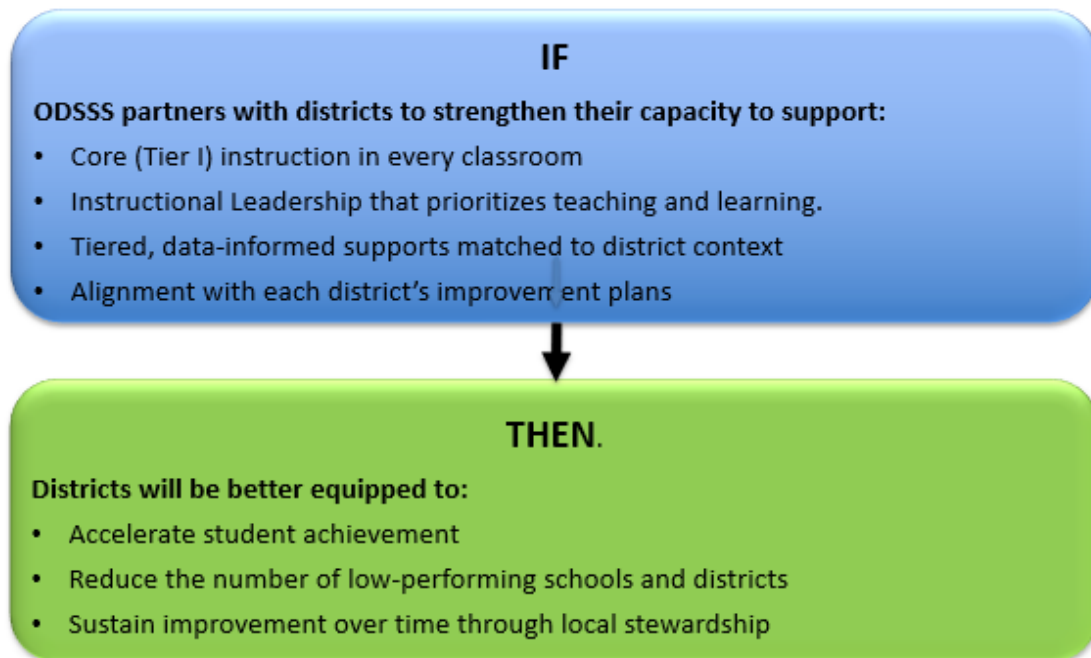 IF
ODSSS partners with districts to strengthen their capacity to support:
• Core (Tier I) instruction in every classroom
• Instructional Leadership that prioritizes teaching and learning.
• Tiered, data-informed supports matched to district context
• Alignment with each district’s improvement plans
THEN.
Districts will be better equipped to:
• Accelerate student achievement
• Reduce the number of low-performing schools and districts
• Sustain improvement over time through local stewardship